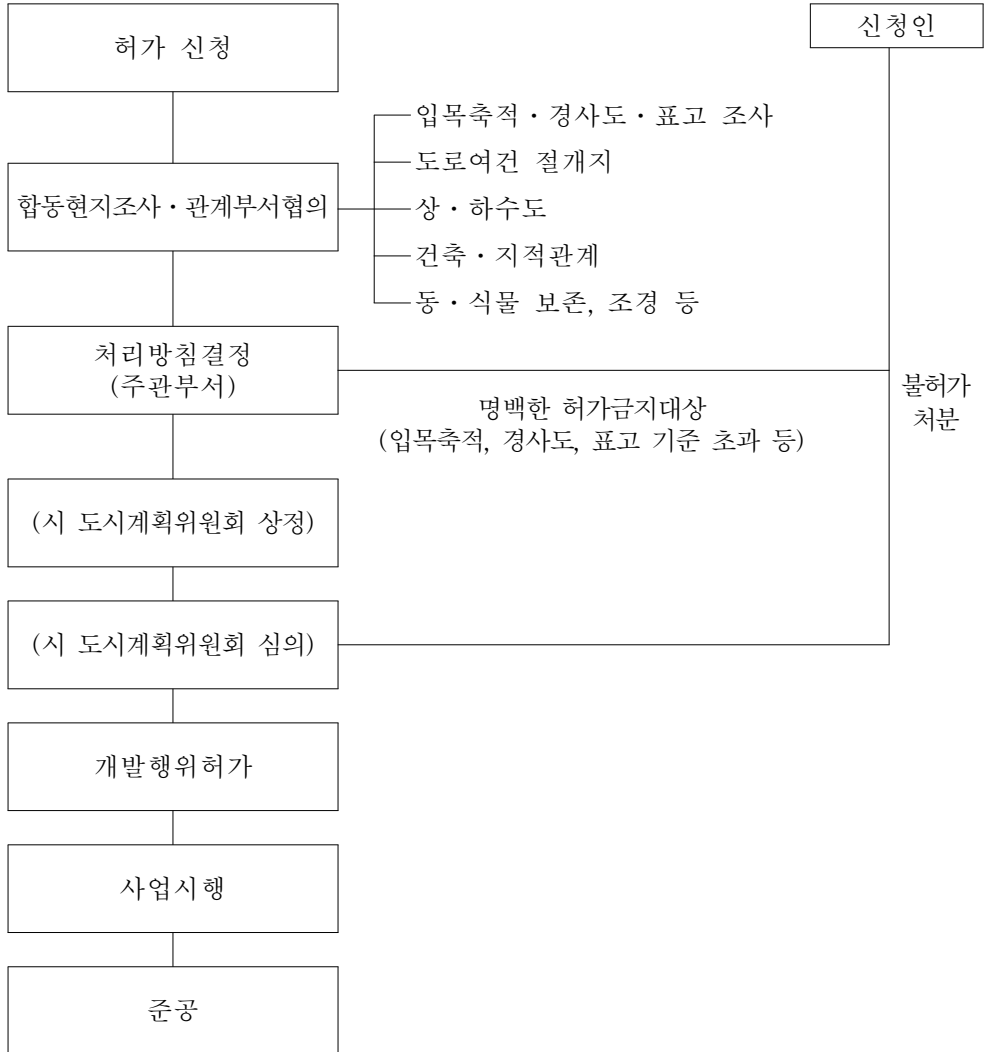 허가 신청
신청인
입목축적・경사도・표고 조사
도로여건 절개지
합동현지조사・관계부서협의
상・하수도
건축・지적관계
동・식물 보존, 조경 등
처리방침결정
(주관부서)
명백한 허가금지대상
(입목축적, 경사도, 표고 기준 초과 등)
불허가
처분
(시 도시계획위원회 상정)
(시 도시계획위원회 심의)
개발행위허가
사업시행
준공